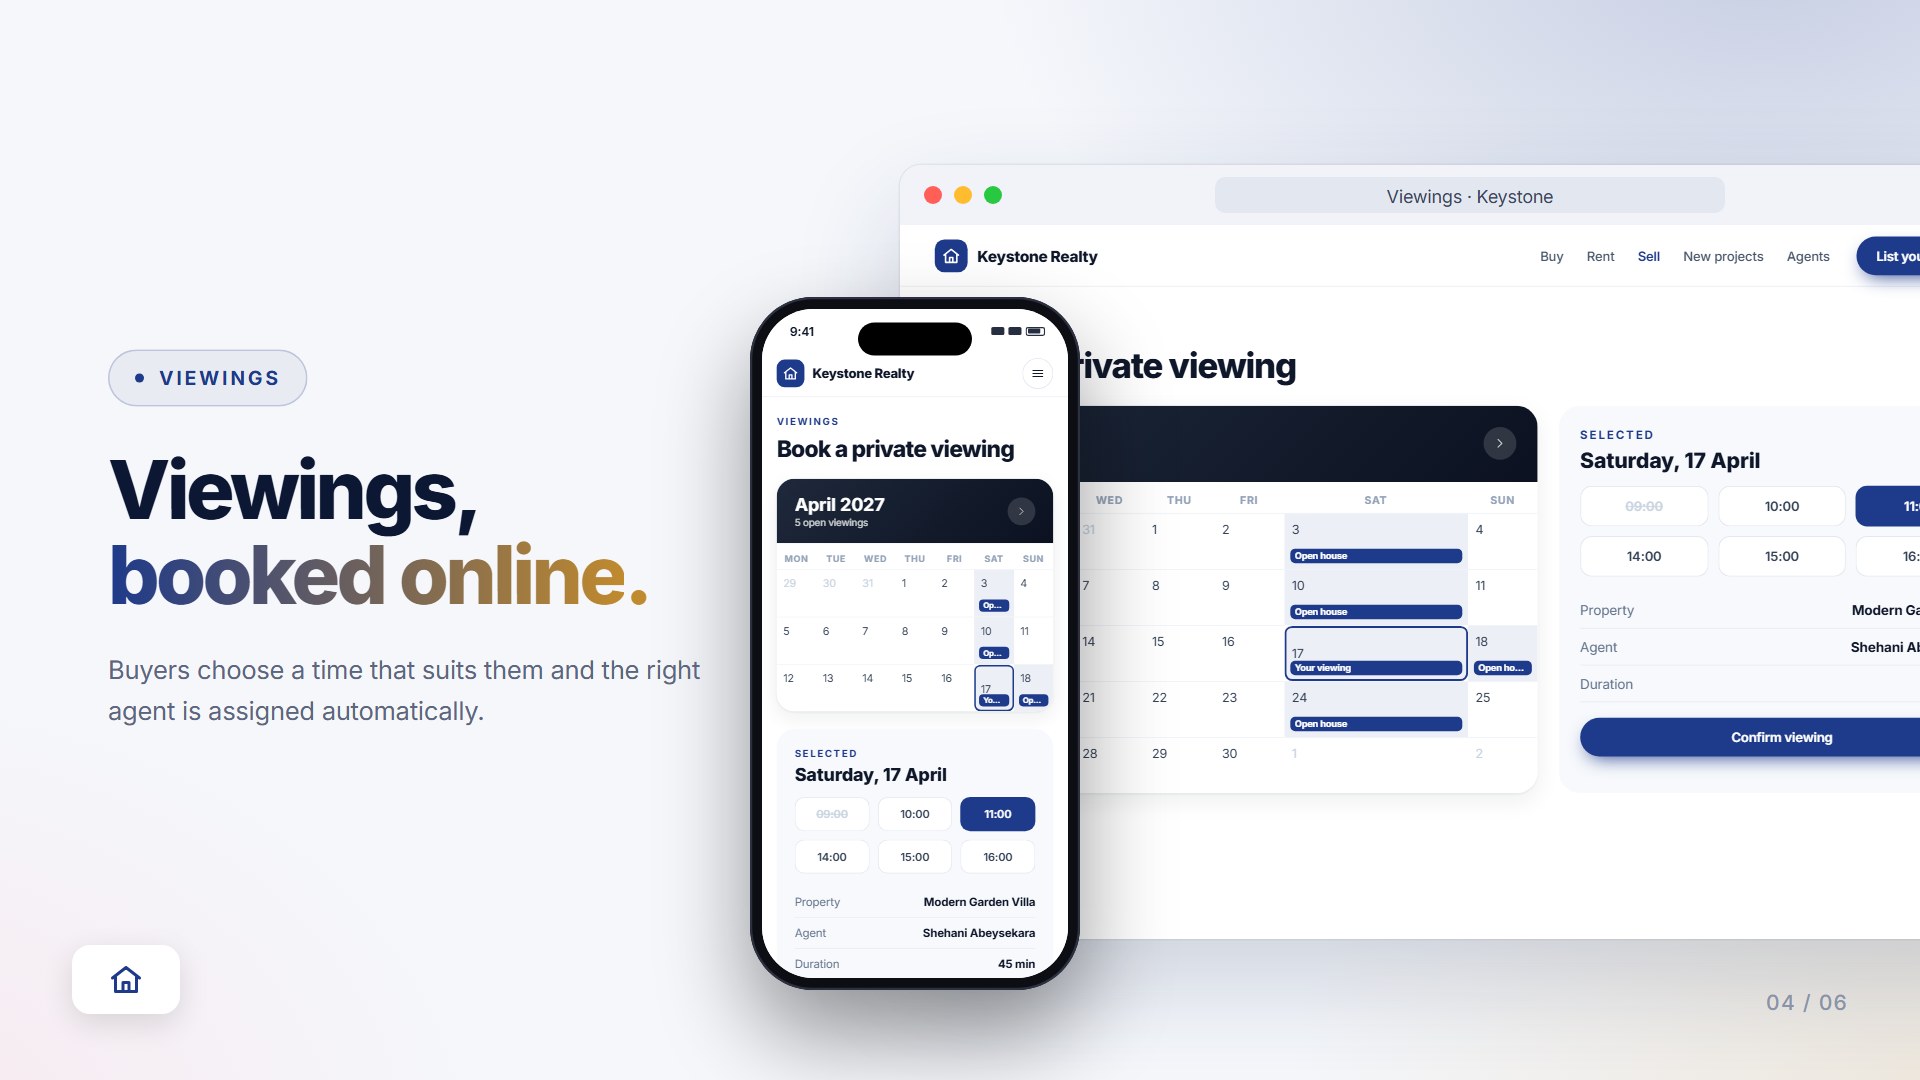 VIEWINGS
Viewings,
booked online.
Buyers choose a time that suits them and the right
agent is assigned automatically.
9:41
Keystone Realty
VIEWINGS
Book a private viewing
April 2027
5 open viewings
MON TUE WED THU FRI SAT SUN
29 30 31 1 2 3 4
Op...
5 6 7 8 9 10 11
Op...
12 13 14 15 16 17 18
Yo... Op...
SELECTED
Saturday, 17 April
09:00 10:00 11:00
14:00 15:00 16:00
Property Modern Garden Villa
Agent Shehani Abeysekara
Duration 45 min
Viewings · Keystone
Keystone Realty
Buy Rent Sell New projects Agents List you
rivate viewing
WED THU FRI SAT SUN
31 1 2 3 4
Open house
7 8 9 10 11
Open house
14 15 16 17 18
Your viewing Open ho...
21 22 23 24 25
Open house
28 29 30 1 2
SELECTED
Saturday, 17 April
09:00 10:00 11:
14:00 15:00 16:
Property Modern Ga
Agent Shehani Ab
Duration
Confirm viewing
04 / 06